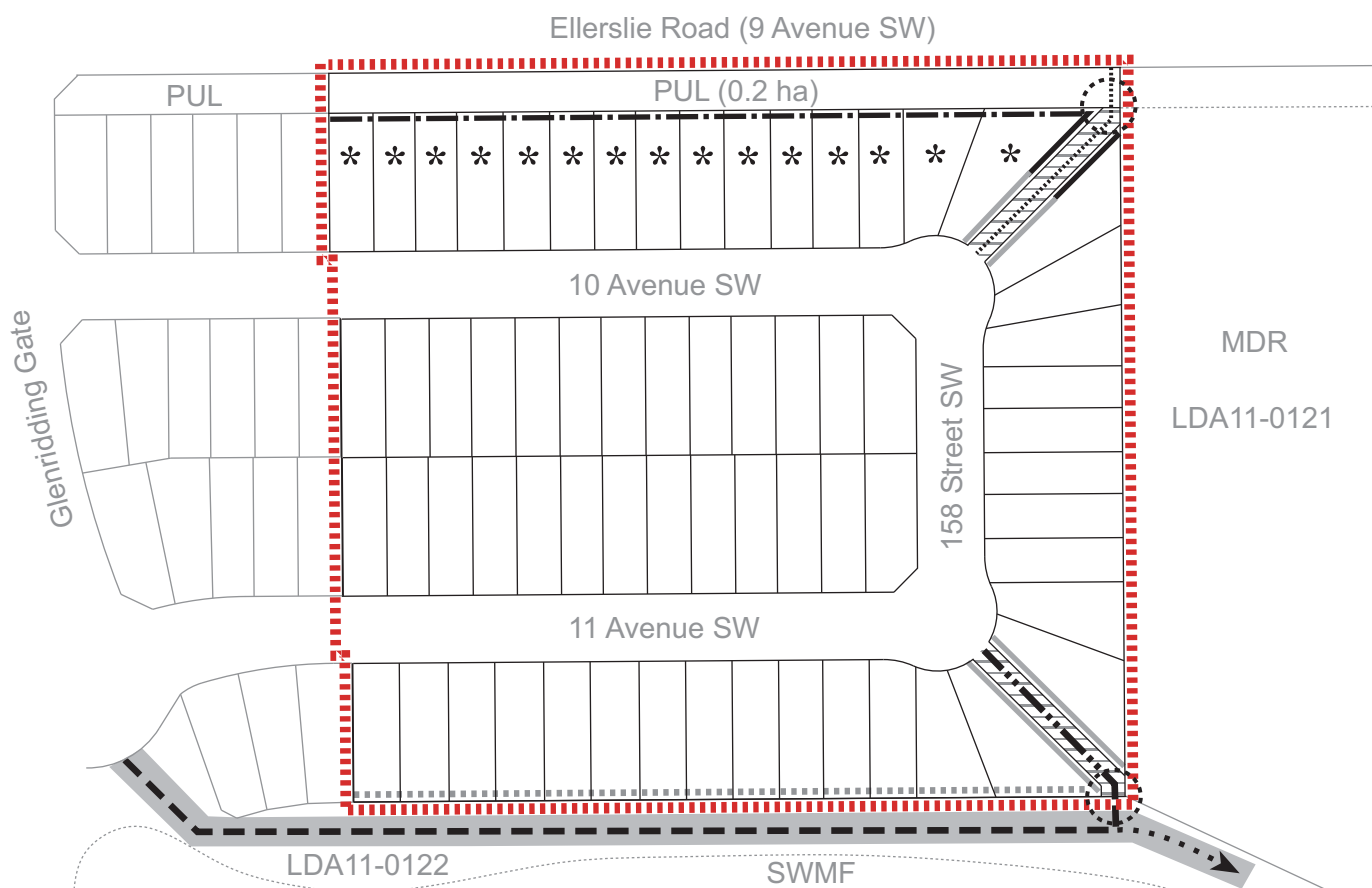 Ellerslie Road (9 Avenue SW)
PUL
PUL (0.2 ha)
* * * * * * * * * * * * * * *
10 Avenue SW
Glenridding Gate
158 Street SW
MDR
LDA11-0121
11 Avenue SW
LDA11-0122
SWMF